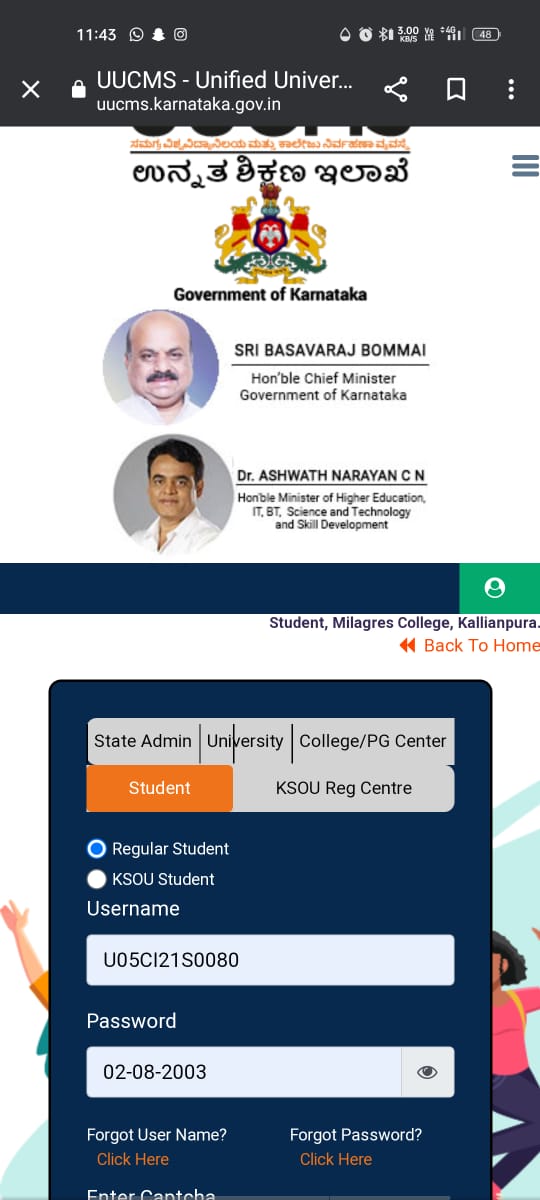 11:43
3.00 KB/S
Vo LTE
4G
48
UUCMS - Unified Univer...
uucms.karnataka.gov.in
ಸಮಗ್ರ ವಿಶ್ವವಿದ್ಯಾನಿಲಯ ಮತ್ತು ಕಾಲೇಜು ನಿರ್ವಹಣಾ ವ್ಯವಸ್ಥೆ
ಉನ್ನತ ಶಿಕ್ಷಣ ಇಲಾಖೆ
Government of Karnataka
SRI BASAVARAJ BOMMAI
Hon'ble Chief Minister
Government of Karnataka
Dr. ASHWATH NARAYAN C N
Hon'ble Minister of Higher Education,
IT, BT, Science and Technology
and Skill Development
Student, Milagres College, Kallianpura.
Back To Home
State Admin University College/PG Center
Student KSOU Reg Centre
Regular Student
KSOU Student
Username
U05CI21S0080
Password
02-08-2003
Forgot User Name? Forgot Password?
Click Here Click Here
Enter Captcha